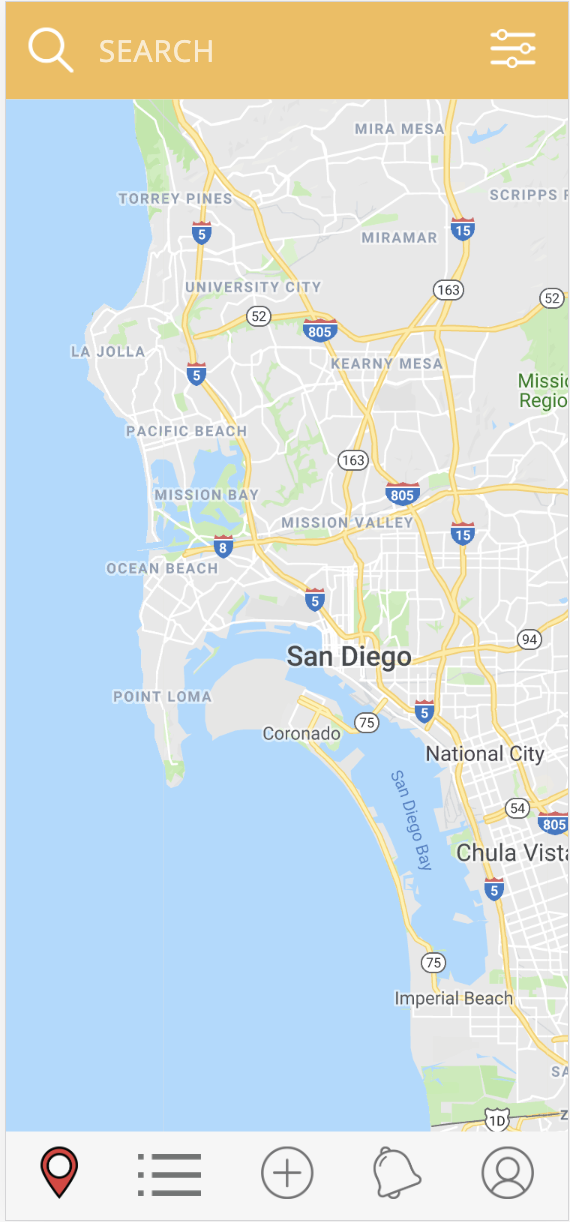 SEARCH
MIRA MESA
TORREY PINES
SCRIPPS
5
15
MIRAMAR
UNIVERSITY CITY
163
52
52
805
LA JOLLA
KEARNY MESA
5
Missic
Regio
PACIFIC BEACH
163
MISSION BAY
805
MISSION VALLEY
15
8
OCEAN BEACH
5
94
San Diego
POINT LOMA
5
75
Coronado
National City
San Diego Bay
54
805
Chula Vista
5
75
Imperial Beach
SA
1D
Z